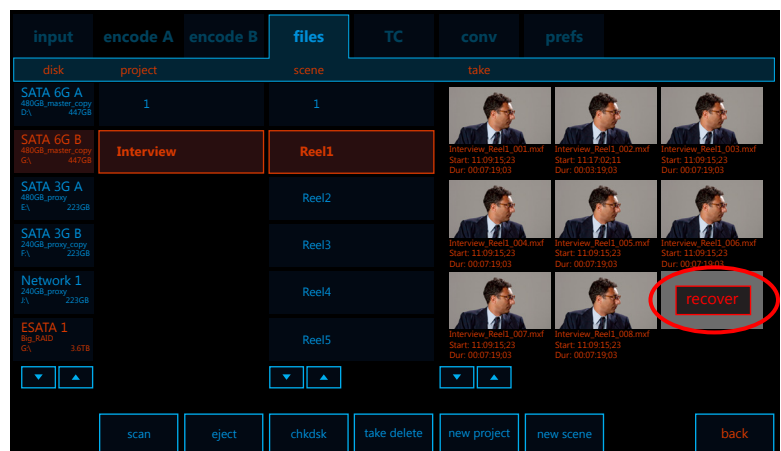 input encode A encode B files TC conv prefs
disk project scene take
SATA 6G A
480GB_master_copy
D:\ 447GB
SATA 6G B
480GB_master_copy
G:\ 447GB
SATA 3G A
480GB_proxy
E:\ 223GB
SATA 3G B
240GB_proxy_copy
F:\ 223GB
Network 1
240GB_proxy
J:\ 223GB
ESATA 1
Big_RAID
G:\ 3.6TB
1
Interview
1
Reel1
Reel2
Reel3
Reel4
Reel5
Interview_Reel1_001.mxf
Start: 11:09:15;23
Dur: 00:07:19;03
Interview_Reel1_002.mxf
Start: 11:17:02;11
Dur: 00:03:19;03
Interview_Reel1_003.mxf
Start: 11:09:15;23
Dur: 00:07:19;03
Interview_Reel1_004.mxf
Start: 11:09:15;23
Dur: 00:07:19;03
Interview_Reel1_005.mxf
Start: 11:09:15;23
Dur: 00:07:19;03
Interview_Reel1_006.mxf
Start: 11:09:15;23
Dur: 00:07:19;03
Interview_Reel1_007.mxf
Start: 11:09:15;23
Dur: 00:07:19;03
Interview_Reel1_008.mxf
Start: 11:09:15;23
Dur: 00:07:19;03
recover
scan eject chkdsk take delete new project new scene back